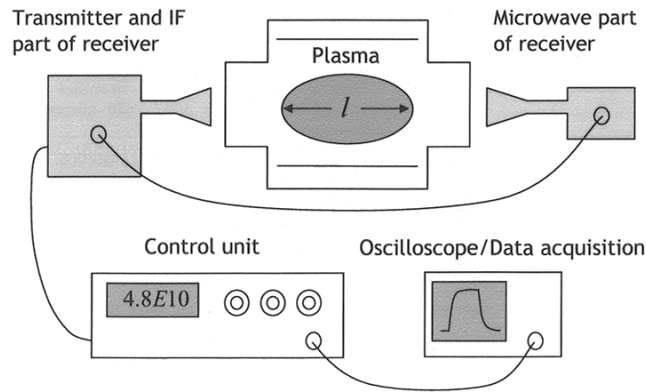 Transmitter and IF
part of receiver
Microwave part
of receiver
Plasma
l
Control unit
Oscilloscope/Data acquisition
4.8E10